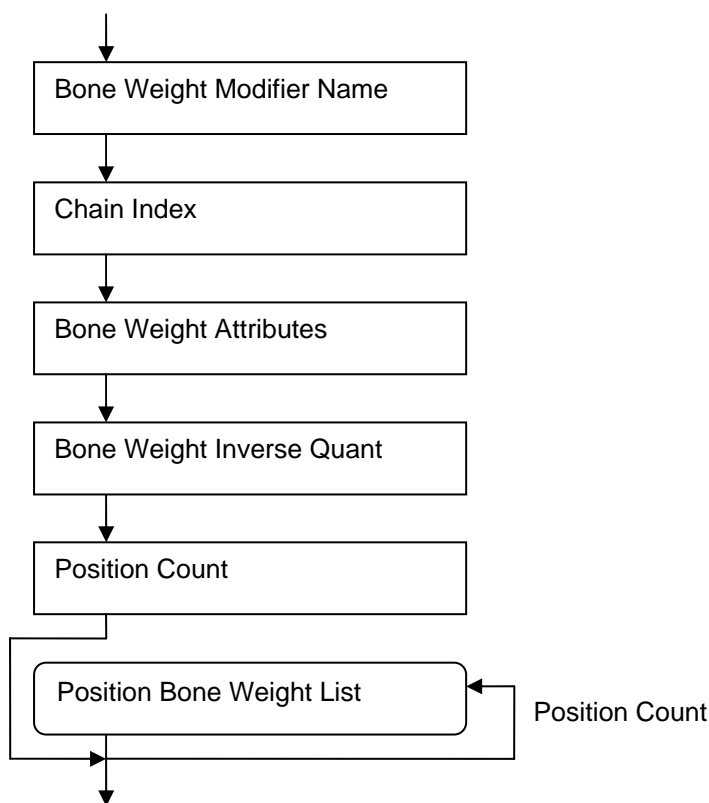 Bone Weight Modifier Name
Chain Index
Bone Weight Attributes
Bone Weight Inverse Quant
Position Count
Position Bone Weight List
Position Count